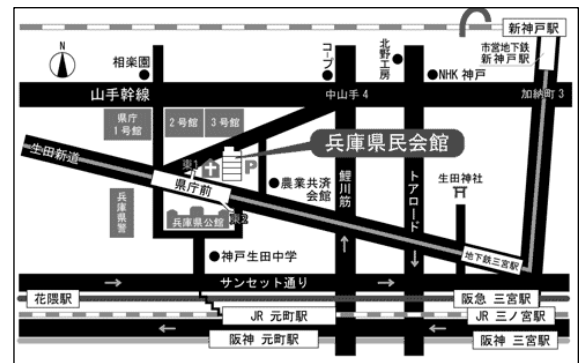 新神戸駅
N
相楽園
コープ
北野工房
市営地下鉄
新神戸駅
NHK 神戸
山手幹線
中山手 4
加納町 3
県庁
1号館
2号館
3号館
兵庫県民会館
生田新道
東1
P
県庁前
農業共済
会館
鯉川筋
トアロード
生田神社
兵庫県警
兵庫県公館
東2
神戸生田中学
地下鉄三宮駅
サンセット通り
花隈駅
阪急 三宮駅
JR 元町駅
JR 三ノ宮駅
阪神 元町駅
阪神 三宮駅